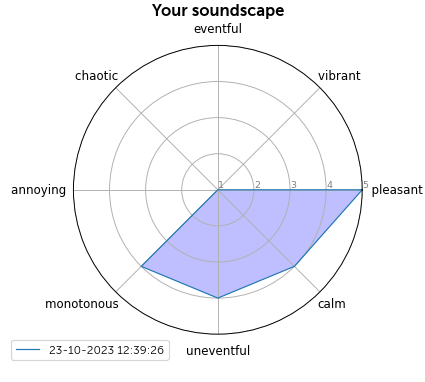 Your soundscape
eventful
chaotic
vibrant
annoying
1 2 3 4 5
pleasant
monotonous
calm
uneventful
23-10-2023 12:39:26